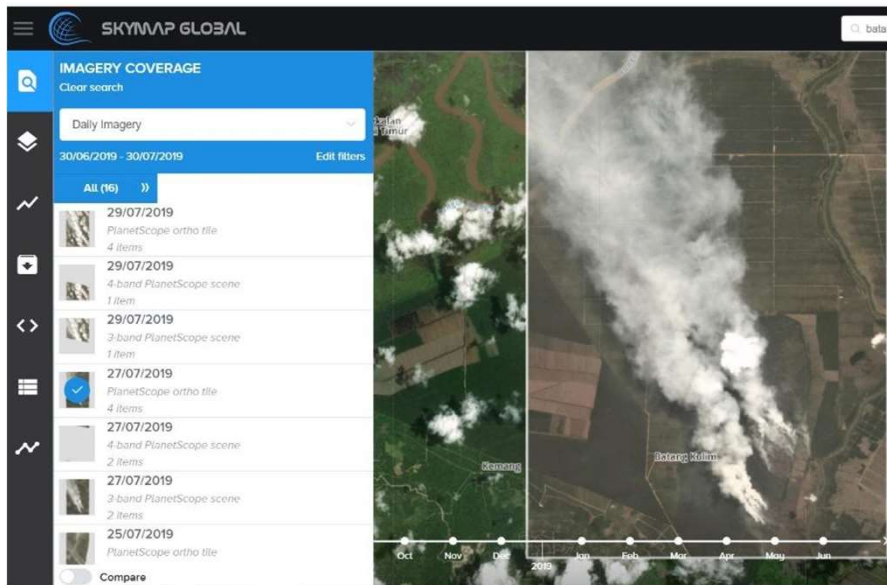 SKYMAP GLOBAL
bata
IMAGERY COVERAGE
Clear search
Daily Imagery
30/06/2019 - 30/07/2019
Edit filters
All (16) »
29/07/2019
PlanetScope ortho tile
4 items
29/07/2019
4-band PlanetScope scene
1 item
29/07/2019
3-band PlanetScope scene
1 item
27/07/2019
PlanetScope ortho tile
4 items
27/07/2019
4-band PlanetScope scene
2 items
27/07/2019
3-band PlanetScope scene
2 items
25/07/2019
PlanetScope ortho tile
Compare
Timur
Kemang
Batang Kulim
Oct Nov Dec 2019 Jan Feb Mar Apr May Jun